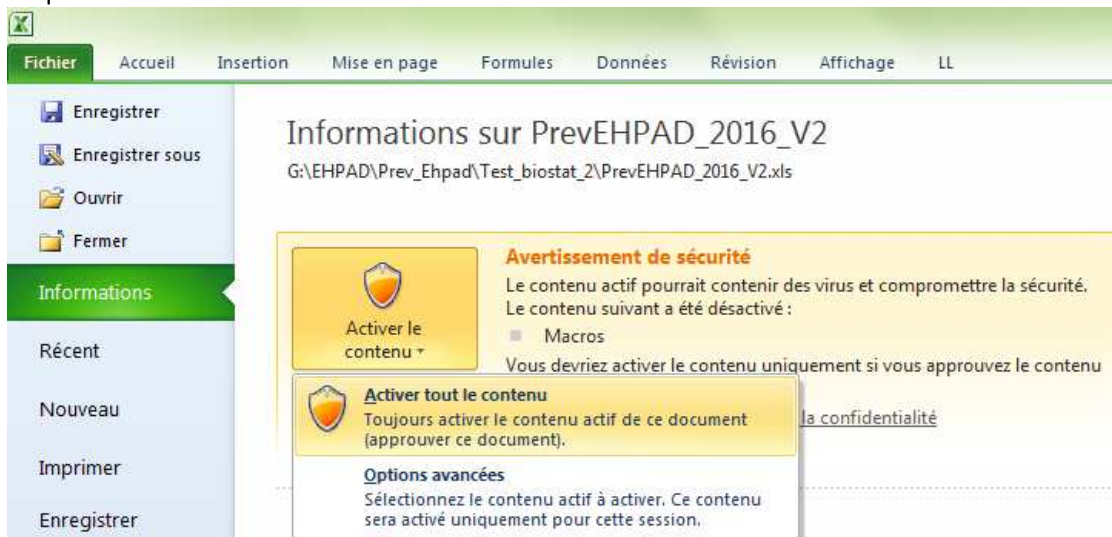 Fichier Accueil Insertion Mise en page Formules Données Révision Affichage LL
Enregistrer
Enregistrer sous
Ouvrir
Fermer
Informations
Récent
Nouveau
Imprimer
Enregistrer
Informations sur PrevEHPAD_2016_V2
G:\EHPAD\Prev_Ehpad\Test_biostat_2\PrevEHPAD_2016_V2.xls
Activer le
contenu
Avertissement de sécurité
Le contenu actif pourrait contenir des virus et compromettre la sécurité.
Le contenu suivant a été désactivé :
Macros
Vous devriez activer le contenu uniquement si vous approuvez le contenu
la confidentialité
Activer tout le contenu
Toujours activer le contenu actif de ce document
(approuver ce document).
Options avancées
Sélectionnez le contenu actif à activer. Ce contenu
sera activé uniquement pour cette session.